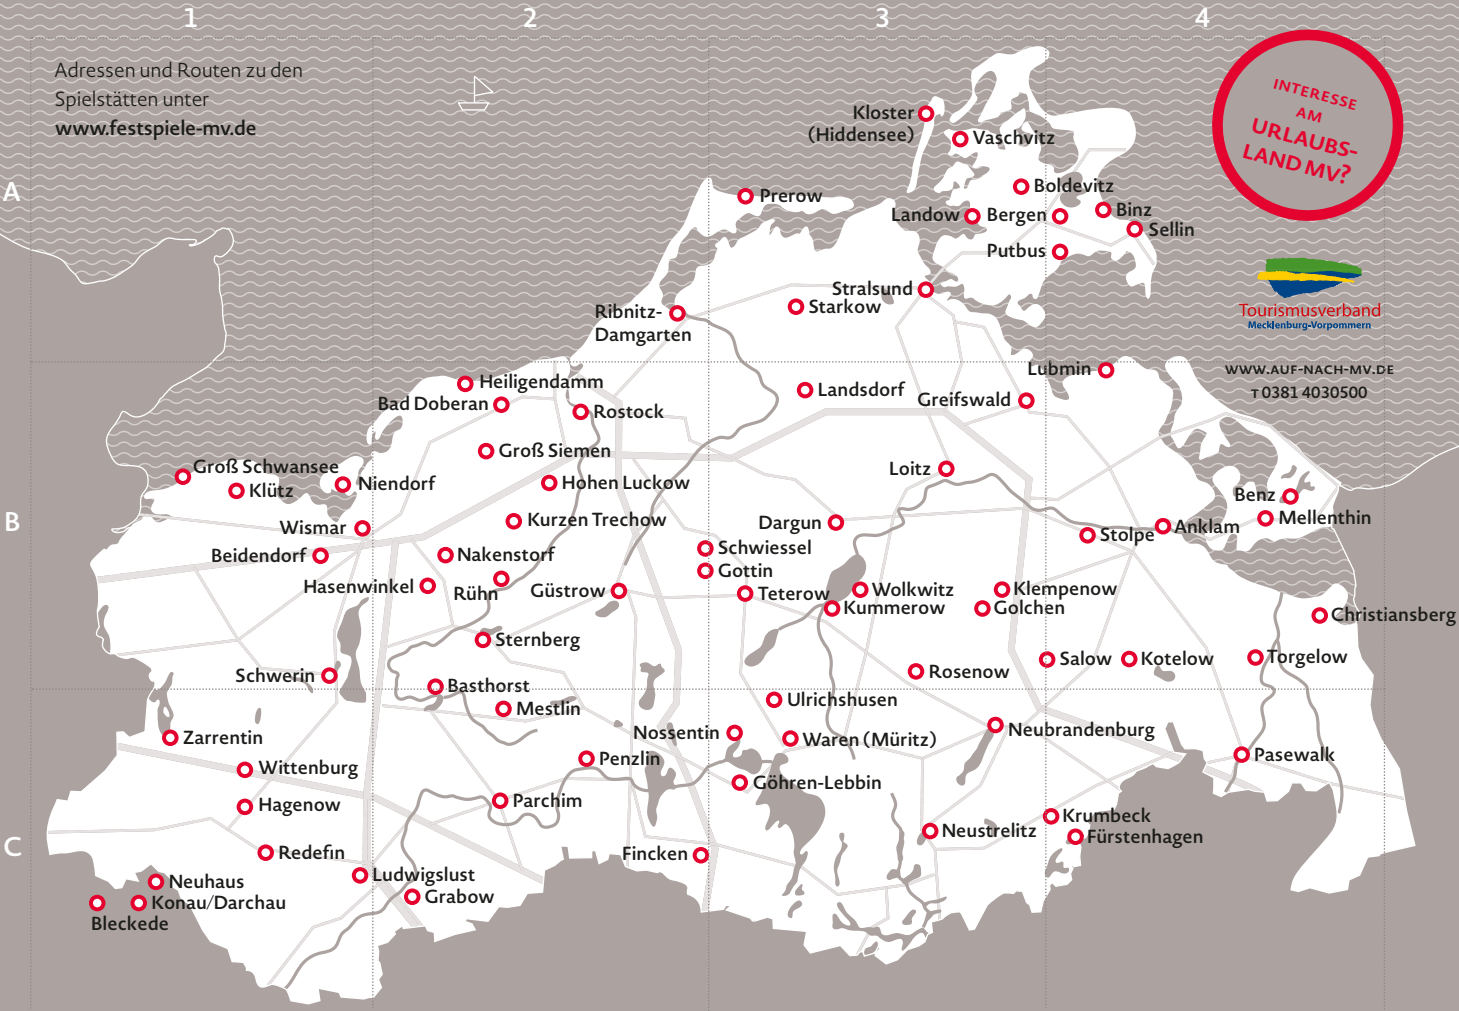 1
2
3
4
Adressen und Routen zu den
Spielstätten unter
www.festspiele-mv.de
INTERESSE
AM
URLAUBS-
LAND MV?
A
Kloster
(Hiddensee)
Vaschvitz
Boldevitz
Prerow
Landow
Bergen
Binz
Sellin
Putbus
Stralsund
Starkow
Ribnitz-
Damgarten
Tourismusverband
Mecklenburg-Vorpommern
WWW.AUF-NACH-MV.DE
T 0381 4030500
Lubmin
Heiligendamm
Bad Doberan
Rostock
Landsdorf
Greifswald
Groß Siemen
Groß Schwansee
Klütz
Niendorf
Hohen Luckow
Loitz
Benz
Mellenthin
B
Wismar
Kurzen Trechow
Dargun
Stolpe
Anklam
Beidendorf
Nakenstorf
Schwiessel
Gottin
Hasenwinkel
Rühn
Güstrow
Teterow
Wolkwitz
Kummerow
Klempenow
Golchen
Christiansberg
Sternberg
Schwerin
Basthorst
Mestlin
Rosenow
Salow
Kotelow
Torgelow
Ulrichshusen
Nossentin
Waren (Müritz)
Neubrandenburg
Zarrentin
Wittenburg
Penzlin
Göhren-Lebbin
Pasewalk
Hagenow
Parchim
Krumbeck
Neustrelitz
Fürstenhagen
C
Redefin
Fincken
Ludwigslust
Grabow
Neuhaus
Konau/Darchau
Bleckede